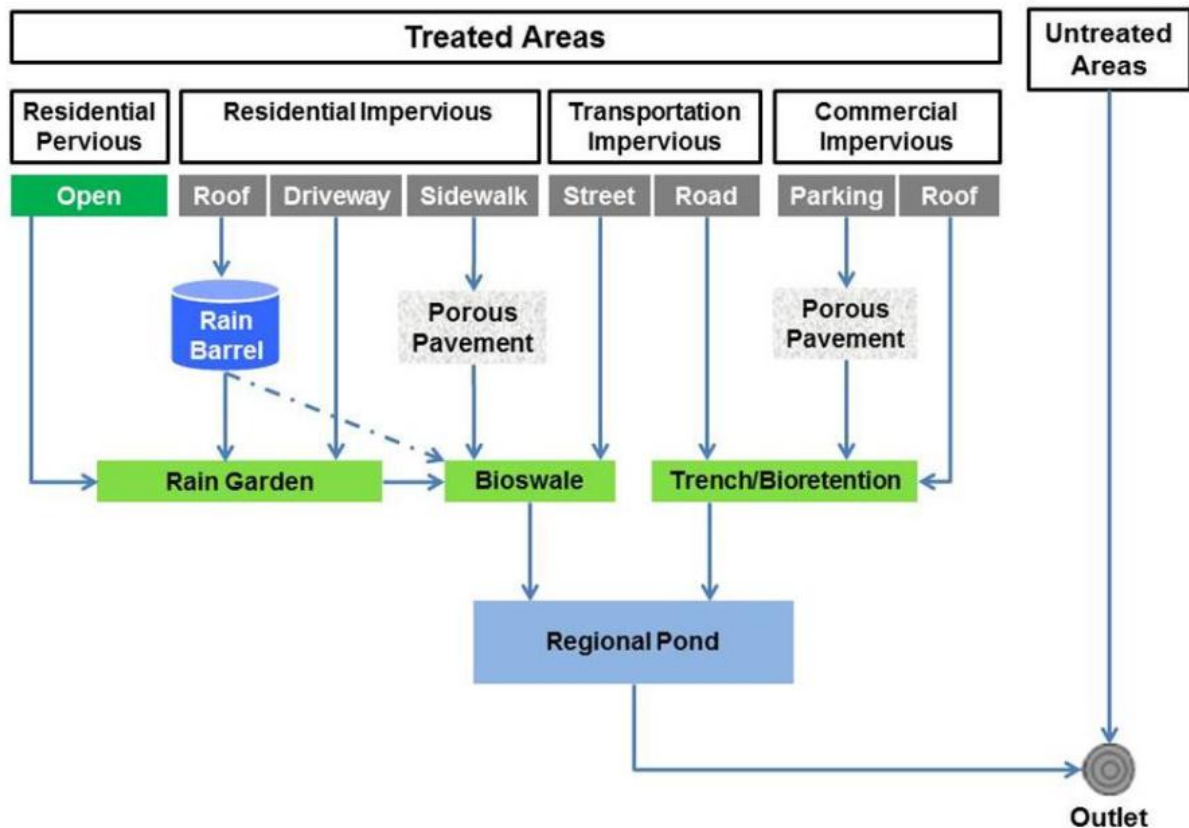 Treated Areas
Untreated
Areas
Residential
Pervious
Residential Impervious
Transportation
Impervious
Commercial
Impervious
Open
Roof
Driveway
Sidewalk
Street
Road
Parking
Roof
Rain
Barrel
Porous
Pavement
Porous
Pavement
Rain Garden
Bioswale
Trench/Bioretention
Regional Pond
Outlet